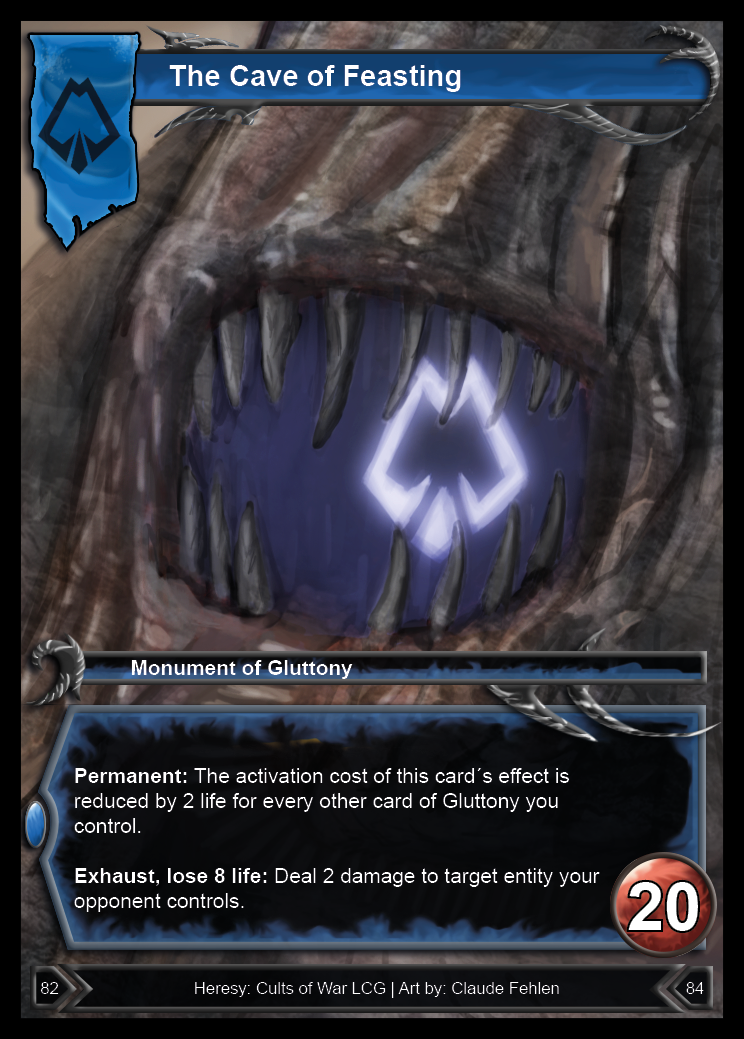 The Cave of Feasting
Monument of Gluttony
Permanent: The activation cost of this card´s effect is
reduced by 2 life for every other card of Gluttony you
control.
Exhaust, lose 8 life: Deal 2 damage to target entity your
opponent controls.
20
82 Heresy: Cults of War LCG | Art by: Claude Fehlen 84